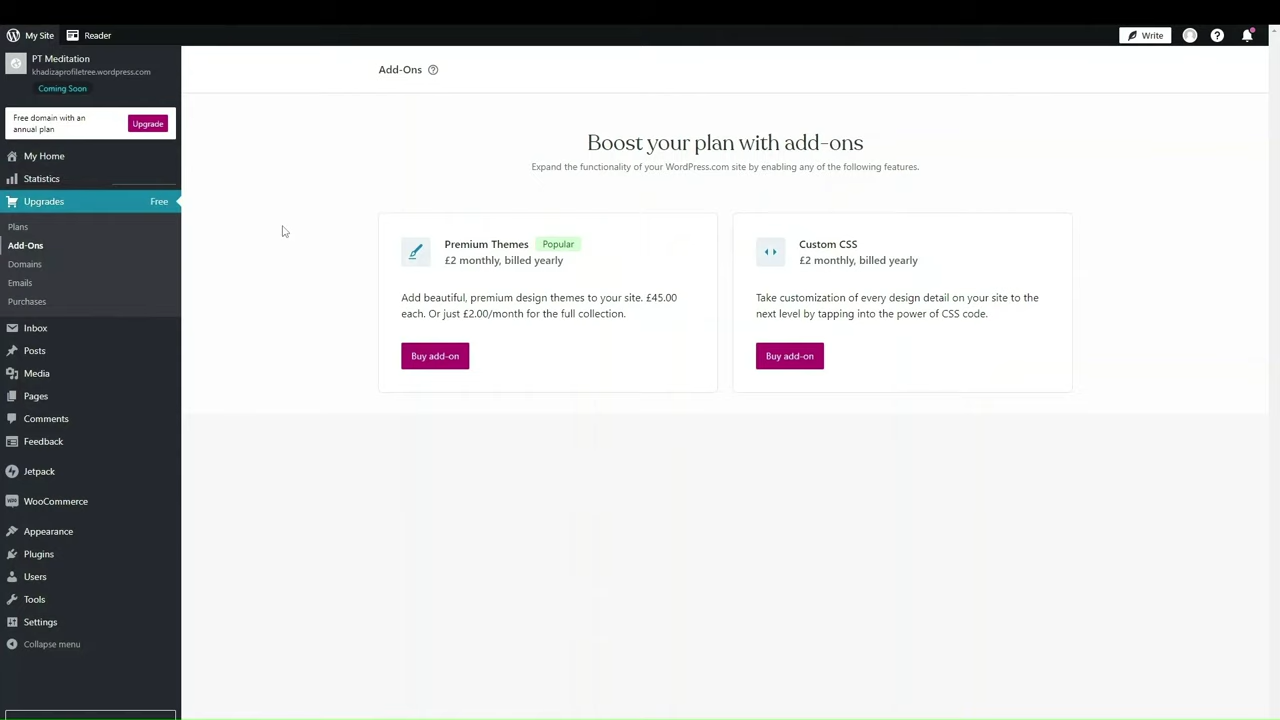 My Site
Reader
Write
PT Meditation
khadizaprofiletree.wordpress.com
Coming Soon
Free domain with an
annual plan
Upgrade
My Home
Statistics
Upgrades
Free
Plans
Add-Ons
Domains
Emails
Purchases
Inbox
Posts
Media
Pages
Comments
Feedback
Jetpack
WooCommerce
Appearance
Plugins
Users
Tools
Settings
Collapse menu
Add-Ons
Boost your plan with add-ons
Expand the functionality of your WordPress.com site by enabling any of the following features.
Premium Themes Popular
£2 monthly, billed yearly
Add beautiful, premium design themes to your site. £45.00
each. Or just £2.00/month for the full collection.
Buy add-on
Custom CSS
£2 monthly, billed yearly
Take customization of every design detail on your site to the
next level by tapping into the power of CSS code.
Buy add-on